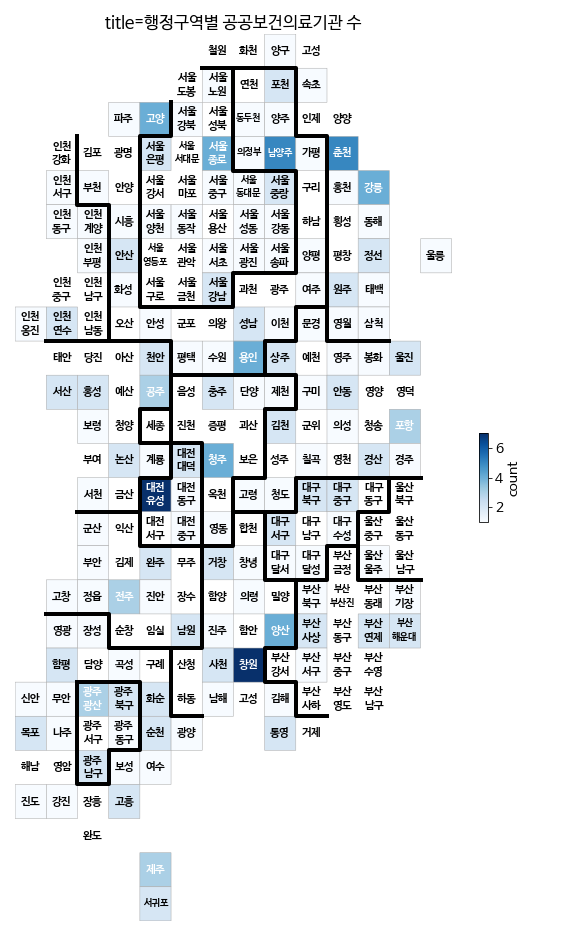 title=행정구역별 공공보건의료기관 수
철원 화천 양구 고성
서울 도봉 서울 노원 연천 포천 속초
파주 고양 서울 강북 서울 성북 동두천 양주 인제 양양
인천 강화 김포 광명 서울 은평 서울 서대문 서울 종로 의정부 남양주 가평 춘천
인천 서구 부천 안양 서울 강서 서울 마포 서울 중구 서울 동대문 서울 중랑 구리 홍천 강릉
인천 동구 인천 계양 시흥 서울 양천 서울 동작 서울 용산 서울 성동 서울 강동 하남 횡성 동해
인천 부평 안산 서울 영등포 서울 관악 서울 서초 서울 광진 서울 송파 양평 평창 정선 울릉
인천 중구 인천 남구 화성 서울 구로 서울 금천 서울 강남 과천 광주 여주 원주 태백
인천 옹진 인천 연수 인천 남동 오산 안성 군포 의왕 성남 이천 문경 영월 삼척
태안 당진 아산 천안 평택 수원 용인 상주 예천 영주 봉화 울진
서산 홍성 예산 공주 음성 충주 단양 제천 구미 안동 영양 영덕
보령 청양 세종 진천 증평 괴산 김천 군위 의성 청송 포항
부여 논산 계룡 대전 대덕 청주 보은 성주 칠곡 영천 경산 경주
서천 금산 대전 유성 대전 동구 옥천 고령 청도 대구 북구 대구 중구 대구 동구 울산 북구
군산 익산 대전 서구 대전 중구 영동 합천 대구 서구 대구 남구 대구 수성 울산 중구 울산 동구
부안 김제 완주 무주 거창 창녕 대구 달서 대구 달성 부산 금정 울산 울주 울산 남구
고창 정읍 전주 진안 장수 함양 의령 밀양 부산 북구 부산 부산진 부산 동래 부산 기장
영광 장성 순창 임실 남원 진주 함안 양산 부산 사상 부산 동구 부산 연제 부산 해운대
함평 담양 곡성 구례 산청 사천 창원 부산 강서 부산 서구 부산 중구 부산 수영
신안 무안 광주 광산 광주 북구 화순 하동 남해 고성 김해 부산 사하 부산 영도 부산 남구
목포 나주 광주 서구 광주 동구 순천 광양 통영 거제
해남 영암 광주 남구 보성 여수
진도 강진 장흥 고흥
완도
제주
서귀포
6
4
2
count